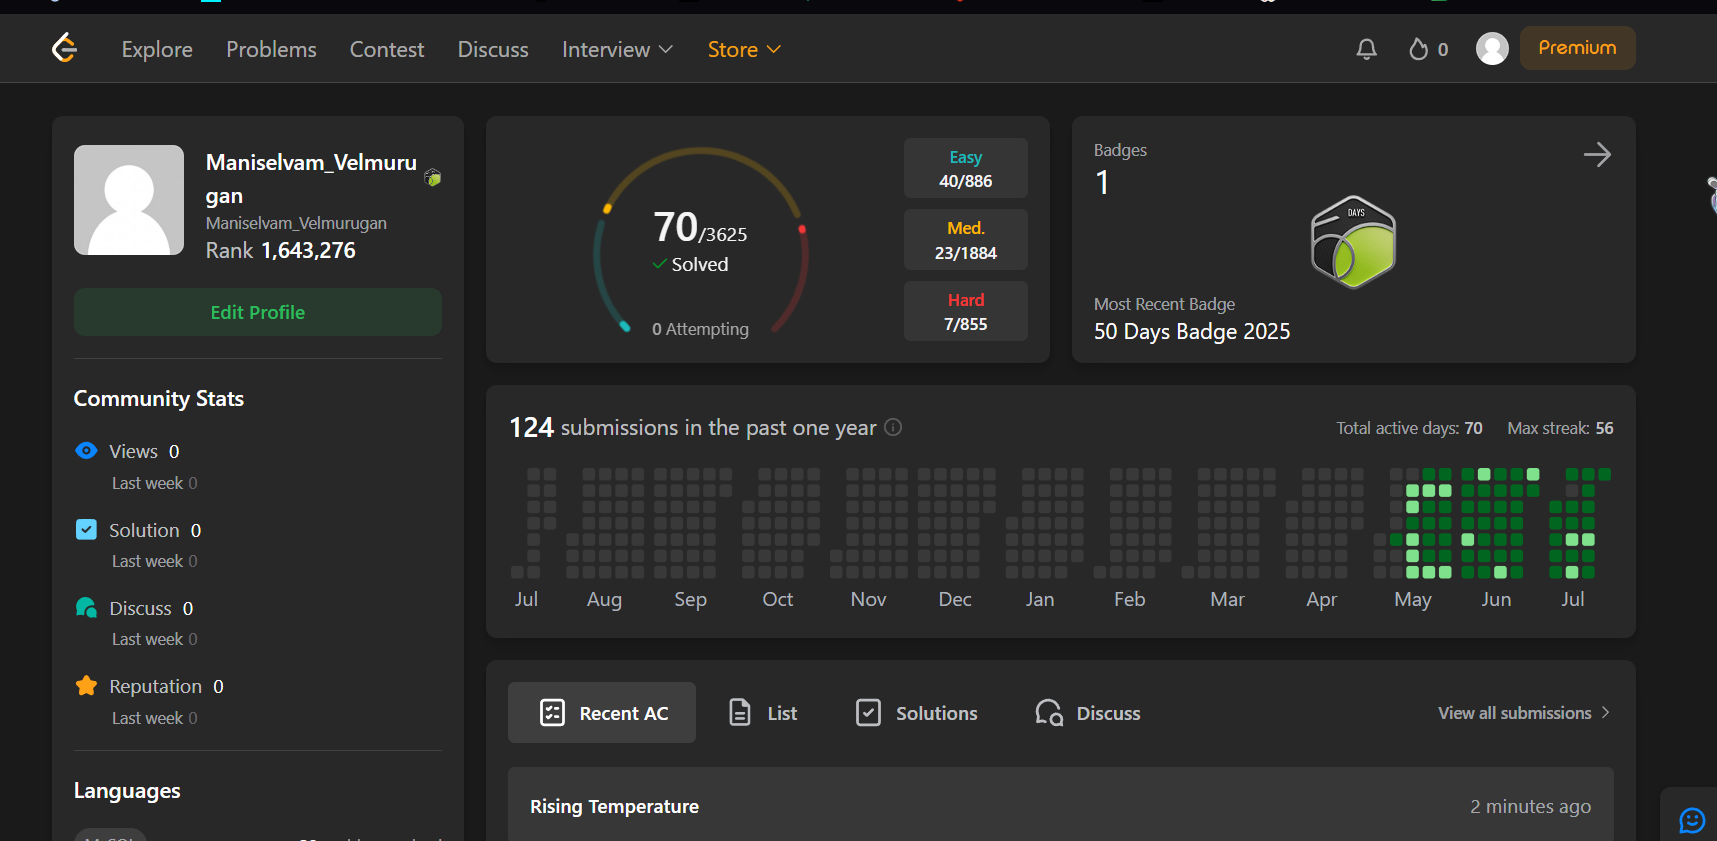 Explore Problems Contest Discuss Interview Store 0 Premium
Maniselvam_Velmuru
gan
Maniselvam_Velmurugan
Rank 1,643,276
Edit Profile
Community Stats
Views 0
Last week 0
Solution 0
Last week 0
Discuss 0
Last week 0
Reputation 0
Last week 0
Languages
70/3625
Solved
0 Attempting
Easy
40/886
Med.
23/1884
Hard
7/855
Badges
1
DAYS
Most Recent Badge
50 Days Badge 2025
124 submissions in the past one year
Total active days: 70 Max streak: 56
Jul Aug Sep Oct Nov Dec Jan Feb Mar Apr May Jun Jul
Recent AC List Solutions Discuss View all submissions
Rising Temperature 2 minutes ago